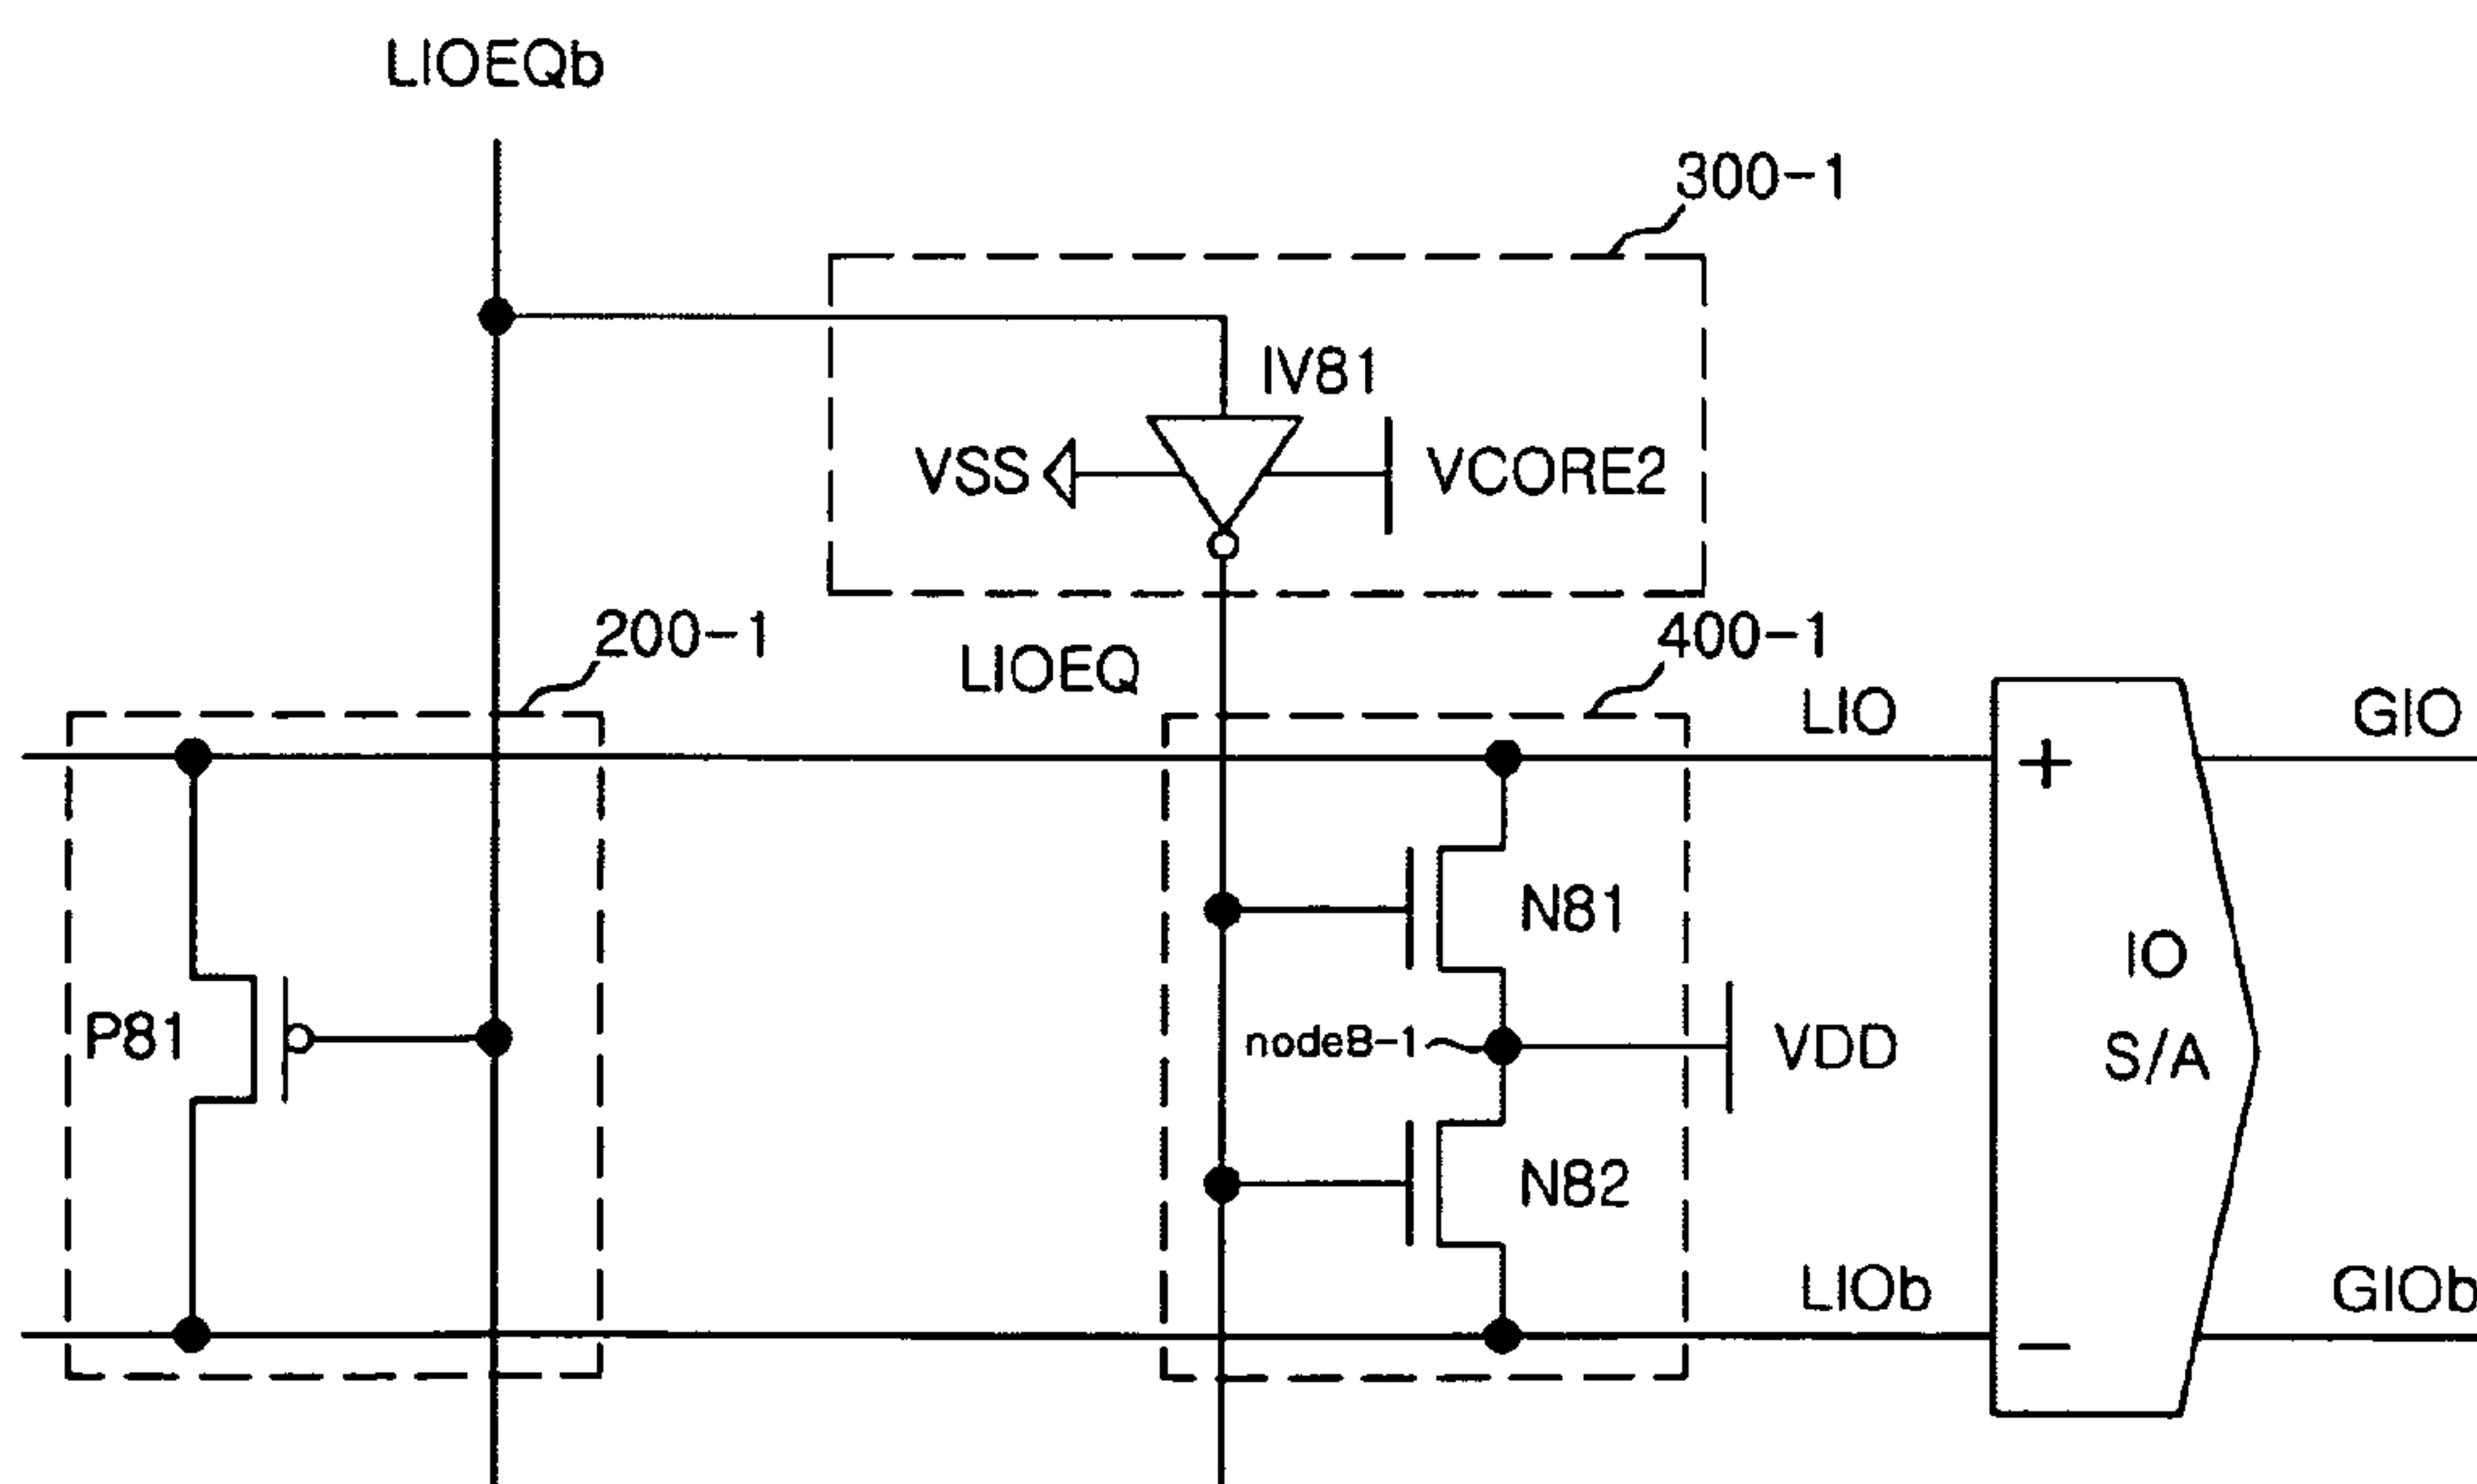 LIOEQb
300-1
IV81
VSS
VCORE2
200-1
LIOEQ
400-1
LIO
GIO
+
N81
IO
S/A
P81
node8-1
VDD
N82
LIOb
GIOb
−